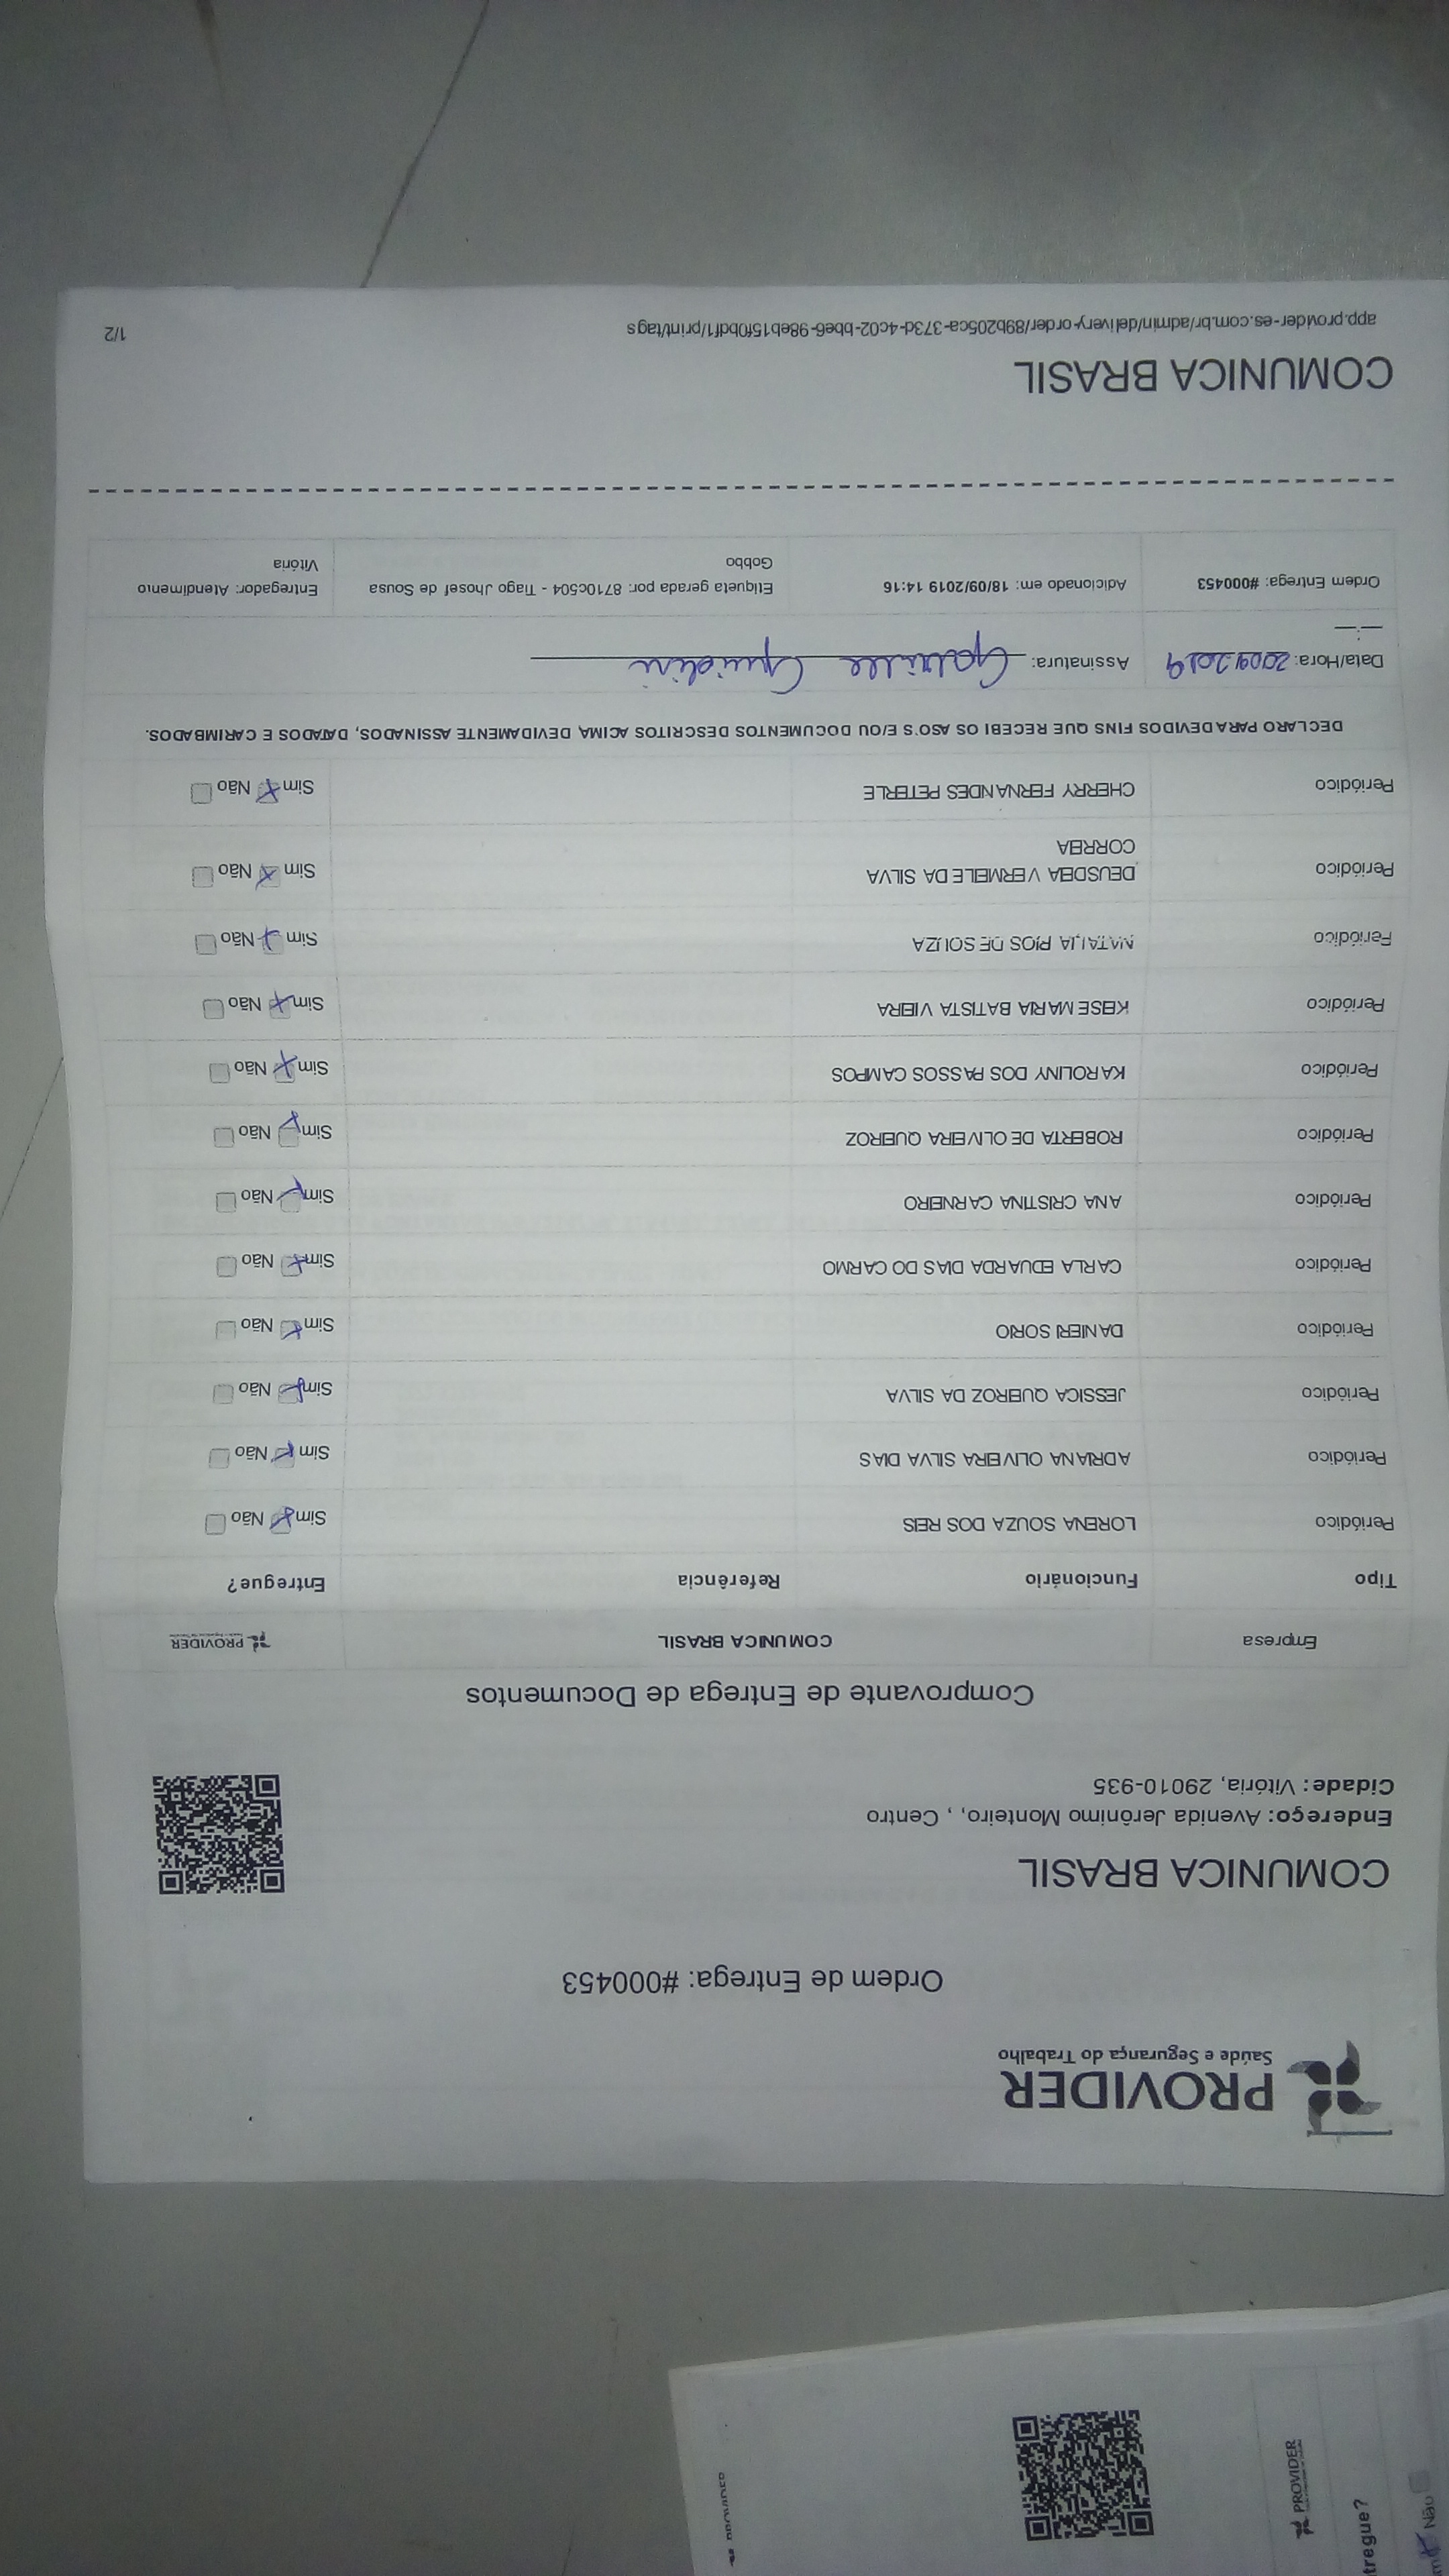 PROVIDER
Saúde e Segurança do Trabalho
Ordem de Entrega: #000453
COMUNICA BRASIL
Endereço: Avenida Jerônimo Monteiro, , Centro
Cidade: Vitória, 29010-935
Comprovante de Entrega de Documentos
Empresa COMUNICA BRASIL PROVIDER
Tipo Funcionário Referência Entregue?
Periódico LORENA SOUZA DOS REIS Sim Não
Periódico ADRIANA OLIVEIRA SILVA DIAS Sim Não
Periódico JESSICA QUEIROZ DA SILVA Sim Não
Periódico DANIERI SORIO Sim Não
Periódico CARLA EDUARDA DIAS DO CARMO Sim Não
Periódico ANA CRISTINA CARNEIRO Sim Não
Periódico ROBERTA DE OLIVEIRA QUEIROZ Sim Não
Periódico KAROLINY DOS PASSOS CAMPOS Sim Não
Periódico KEISE MARIA BATISTA VIEIRA Sim Não
Periódico NATALIA RIOS DE SOUZA Sim Não
Periódico DEUSDEIA VERMELE DA SILVA Sim Não
CORREIA
Periódico CHERRY FERNANDES PETERLE Sim Não
DECLARO PARA DEVIDOS FINS QUE RECEBI OS ASO'S E/OU DOCUMENTOS DESCRITOS ACIMA, DEVIDAMENTE ASSINADOS, DATADOS E CARIMBADOS.
Data/Hora: 20092019 Assinatura:
__:__
Ordem Entrega: #000453 Adicionado em: 18/09/2019 14:16 Etiqueta gerada por: 8710c504 - Tiago Jhosef de Sousa Entregador: Atendimento
Gobbo Vitória
COMUNICA BRASIL
app.provider-es.com.br/admin/delivery-order/89b205ca-373d-4c02-bbe6-98eb15f0bdf1/print/tags 1/2
PROVIDER
tregue?
Não